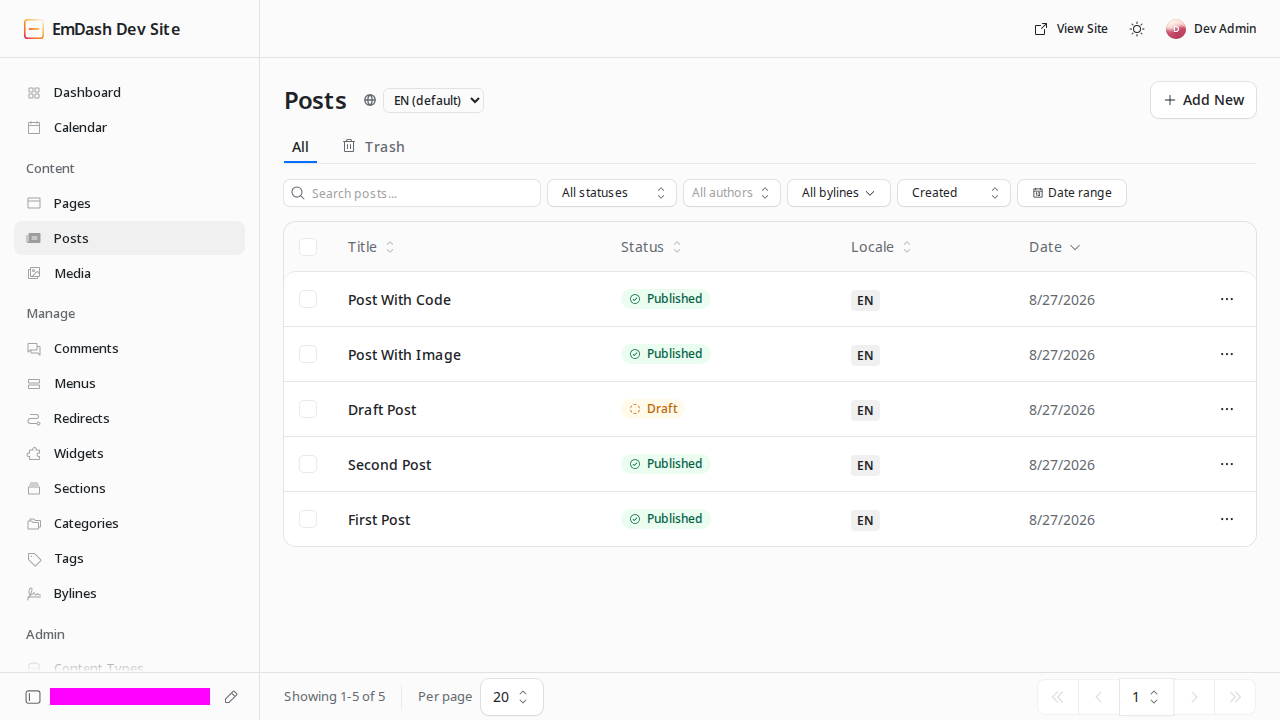 EmDash Dev Site
View Site
Dev Admin
Dashboard
Calendar
Content
Pages
Posts
Media
Manage
Comments
Menus
Redirects
Widgets
Sections
Categories
Tags
Bylines
Admin
Content Types
Posts EN (default)
Add New
All Trash
Search posts... All statuses All authors All bylines Created Date range
Title Status Locale Date
Post With Code Published EN 8/27/2026
Post With Image Published EN 8/27/2026
Draft Post Draft EN 8/27/2026
Second Post Published EN 8/27/2026
First Post Published EN 8/27/2026
Showing 1-5 of 5 Per page 20 1